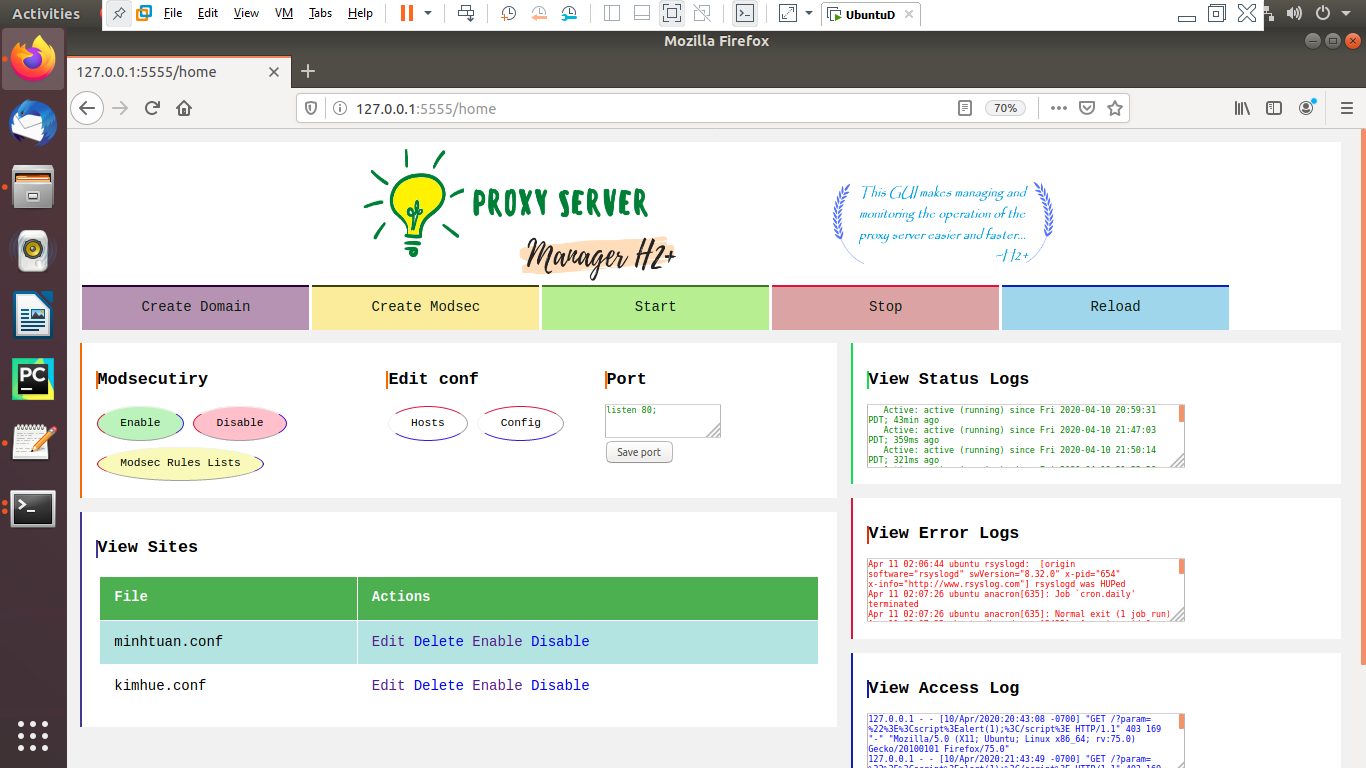 Activities
File Edit View VM Tabs Help
UbuntuD
Mozilla Firefox
127.0.0.1:5555/home
127.0.0.1:5555/home
70%
PROXY SERVER
Manager H2+
This GUI makes managing and
monitoring the operation of the
proxy server easier and faster...
~H2+
Create Domain Create Modsec Start Stop Reload
Modsecutiry
Enable Disable
Modsec Rules Lists
Edit conf
Hosts Config
Port
listen 80;
Save port
View Status Logs
Active: active (running) since Fri 2020-04-10 20:59:31
PDT; 43min ago
Active: active (running) since Fri 2020-04-10 21:47:03
PDT; 359ms ago
Active: active (running) since Fri 2020-04-10 21:50:14
PDT; 321ms ago
View Sites
File Actions
minhtuan.conf Edit Delete Enable Disable
kimhue.conf Edit Delete Enable Disable
View Error Logs
Apr 11 02:06:44 ubuntu rsyslogd: [origin
software="rsyslogd" swVersion="8.32.0" x-pid="654"
x-info="http://www.rsyslog.com"] rsyslogd was HUPed
Apr 11 02:07:26 ubuntu anacron[635]: Job `cron.daily'
terminated
Apr 11 02:07:26 ubuntu anacron[635]: Normal exit (1 job run)
View Access Log
127.0.0.1 - - [10/Apr/2020:20:43:08 -0700] "GET /?param=
%22%3E%3Cscript%3Ealert(1);%3C/script%3E HTTP/1.1" 403 169
"-" "Mozilla/5.0 (X11; Ubuntu; Linux x86_64; rv:75.0)
Gecko/20100101 Firefox/75.0"
127.0.0.1 - - [10/Apr/2020:21:43:49 -0700] "GET /?param=
PC